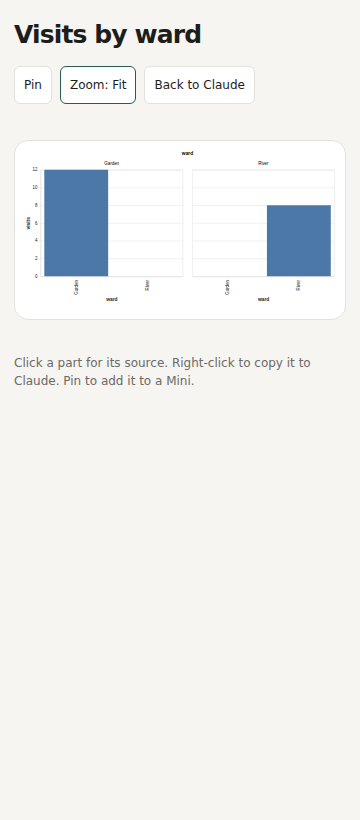 Visits by ward
Pin
Zoom: Fit
Back to Claude
ward
Garden
River
12
10
8
6
4
2
0
visits
Garden
River
Garden
River
ward
ward
Click a part for its source. Right-click to copy it to
Claude. Pin to add it to a Mini.